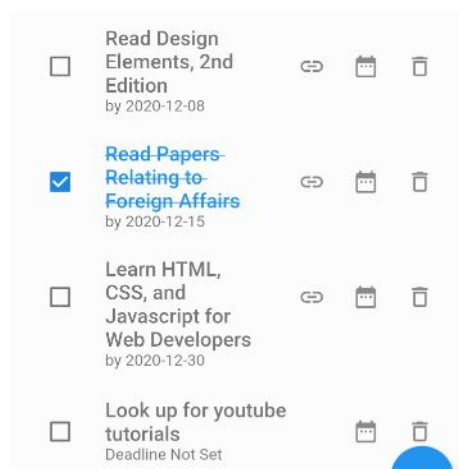 Read Design
Elements, 2nd
Edition
by 2020-12-08
Read Papers
Relating to
Foreign Affairs
by 2020-12-15
Learn HTML,
CSS, and
Javascript for
Web Developers
by 2020-12-30
Look up for youtube
tutorials
Deadline Not Set